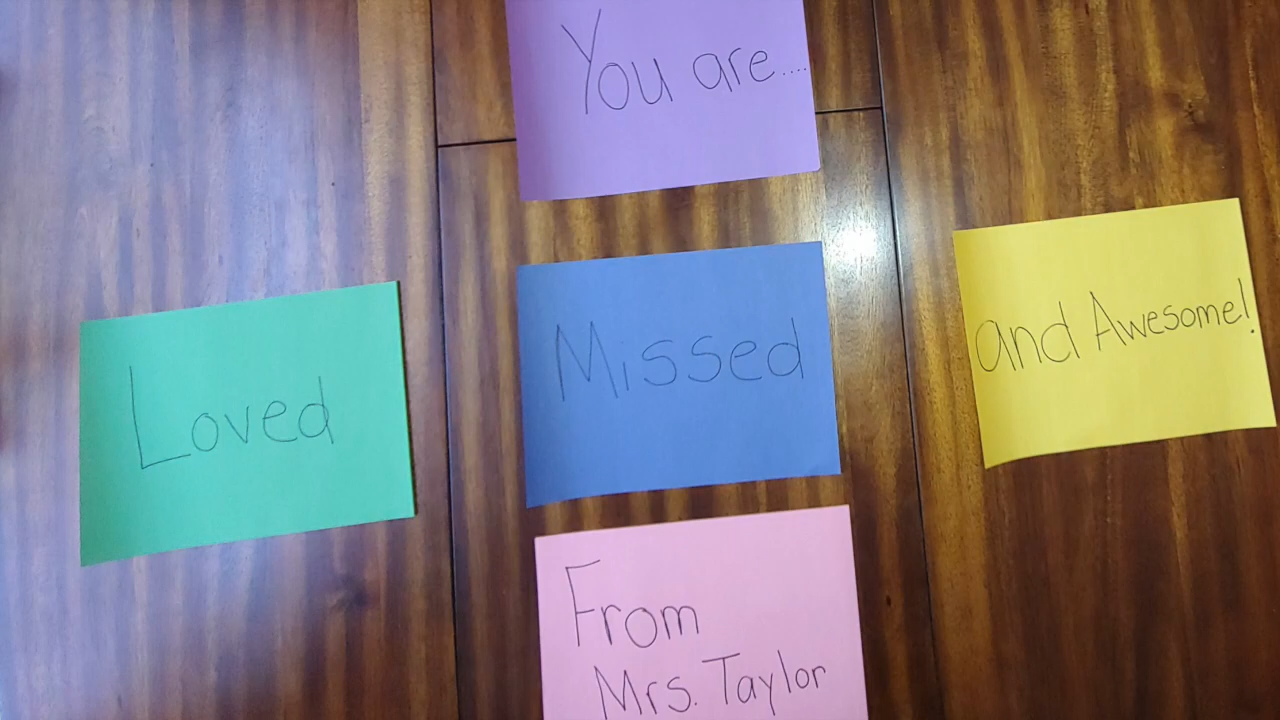 You are....
Loved
Missed
and Awesome!
From
Mrs. Taylor